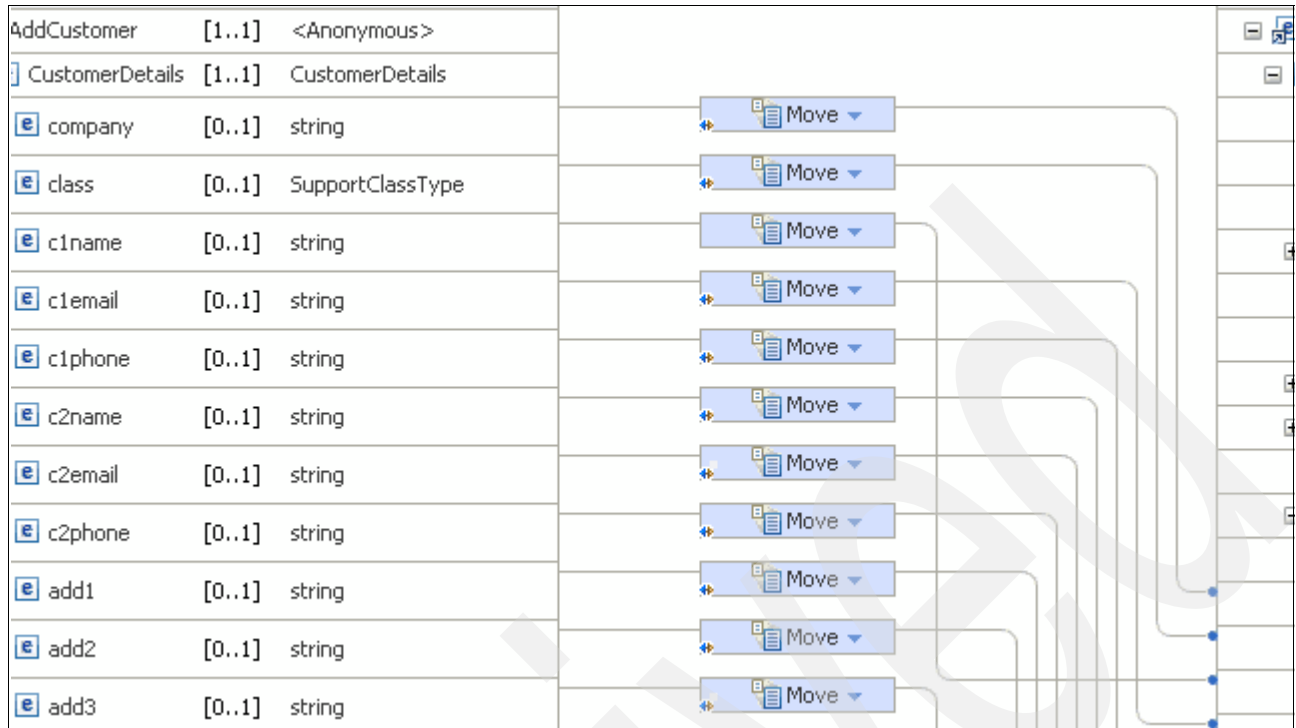 AddCustomer [1..1] <Anonymous>
CustomerDetails [1..1] CustomerDetails
e company [0..1] string Move
e class [0..1] SupportClassType Move
e c1name [0..1] string Move
e c1email [0..1] string Move
e c1phone [0..1] string Move
e c2name [0..1] string Move
e c2email [0..1] string Move
e c2phone [0..1] string Move
e add1 [0..1] string Move
e add2 [0..1] string Move
e add3 [0..1] string Move